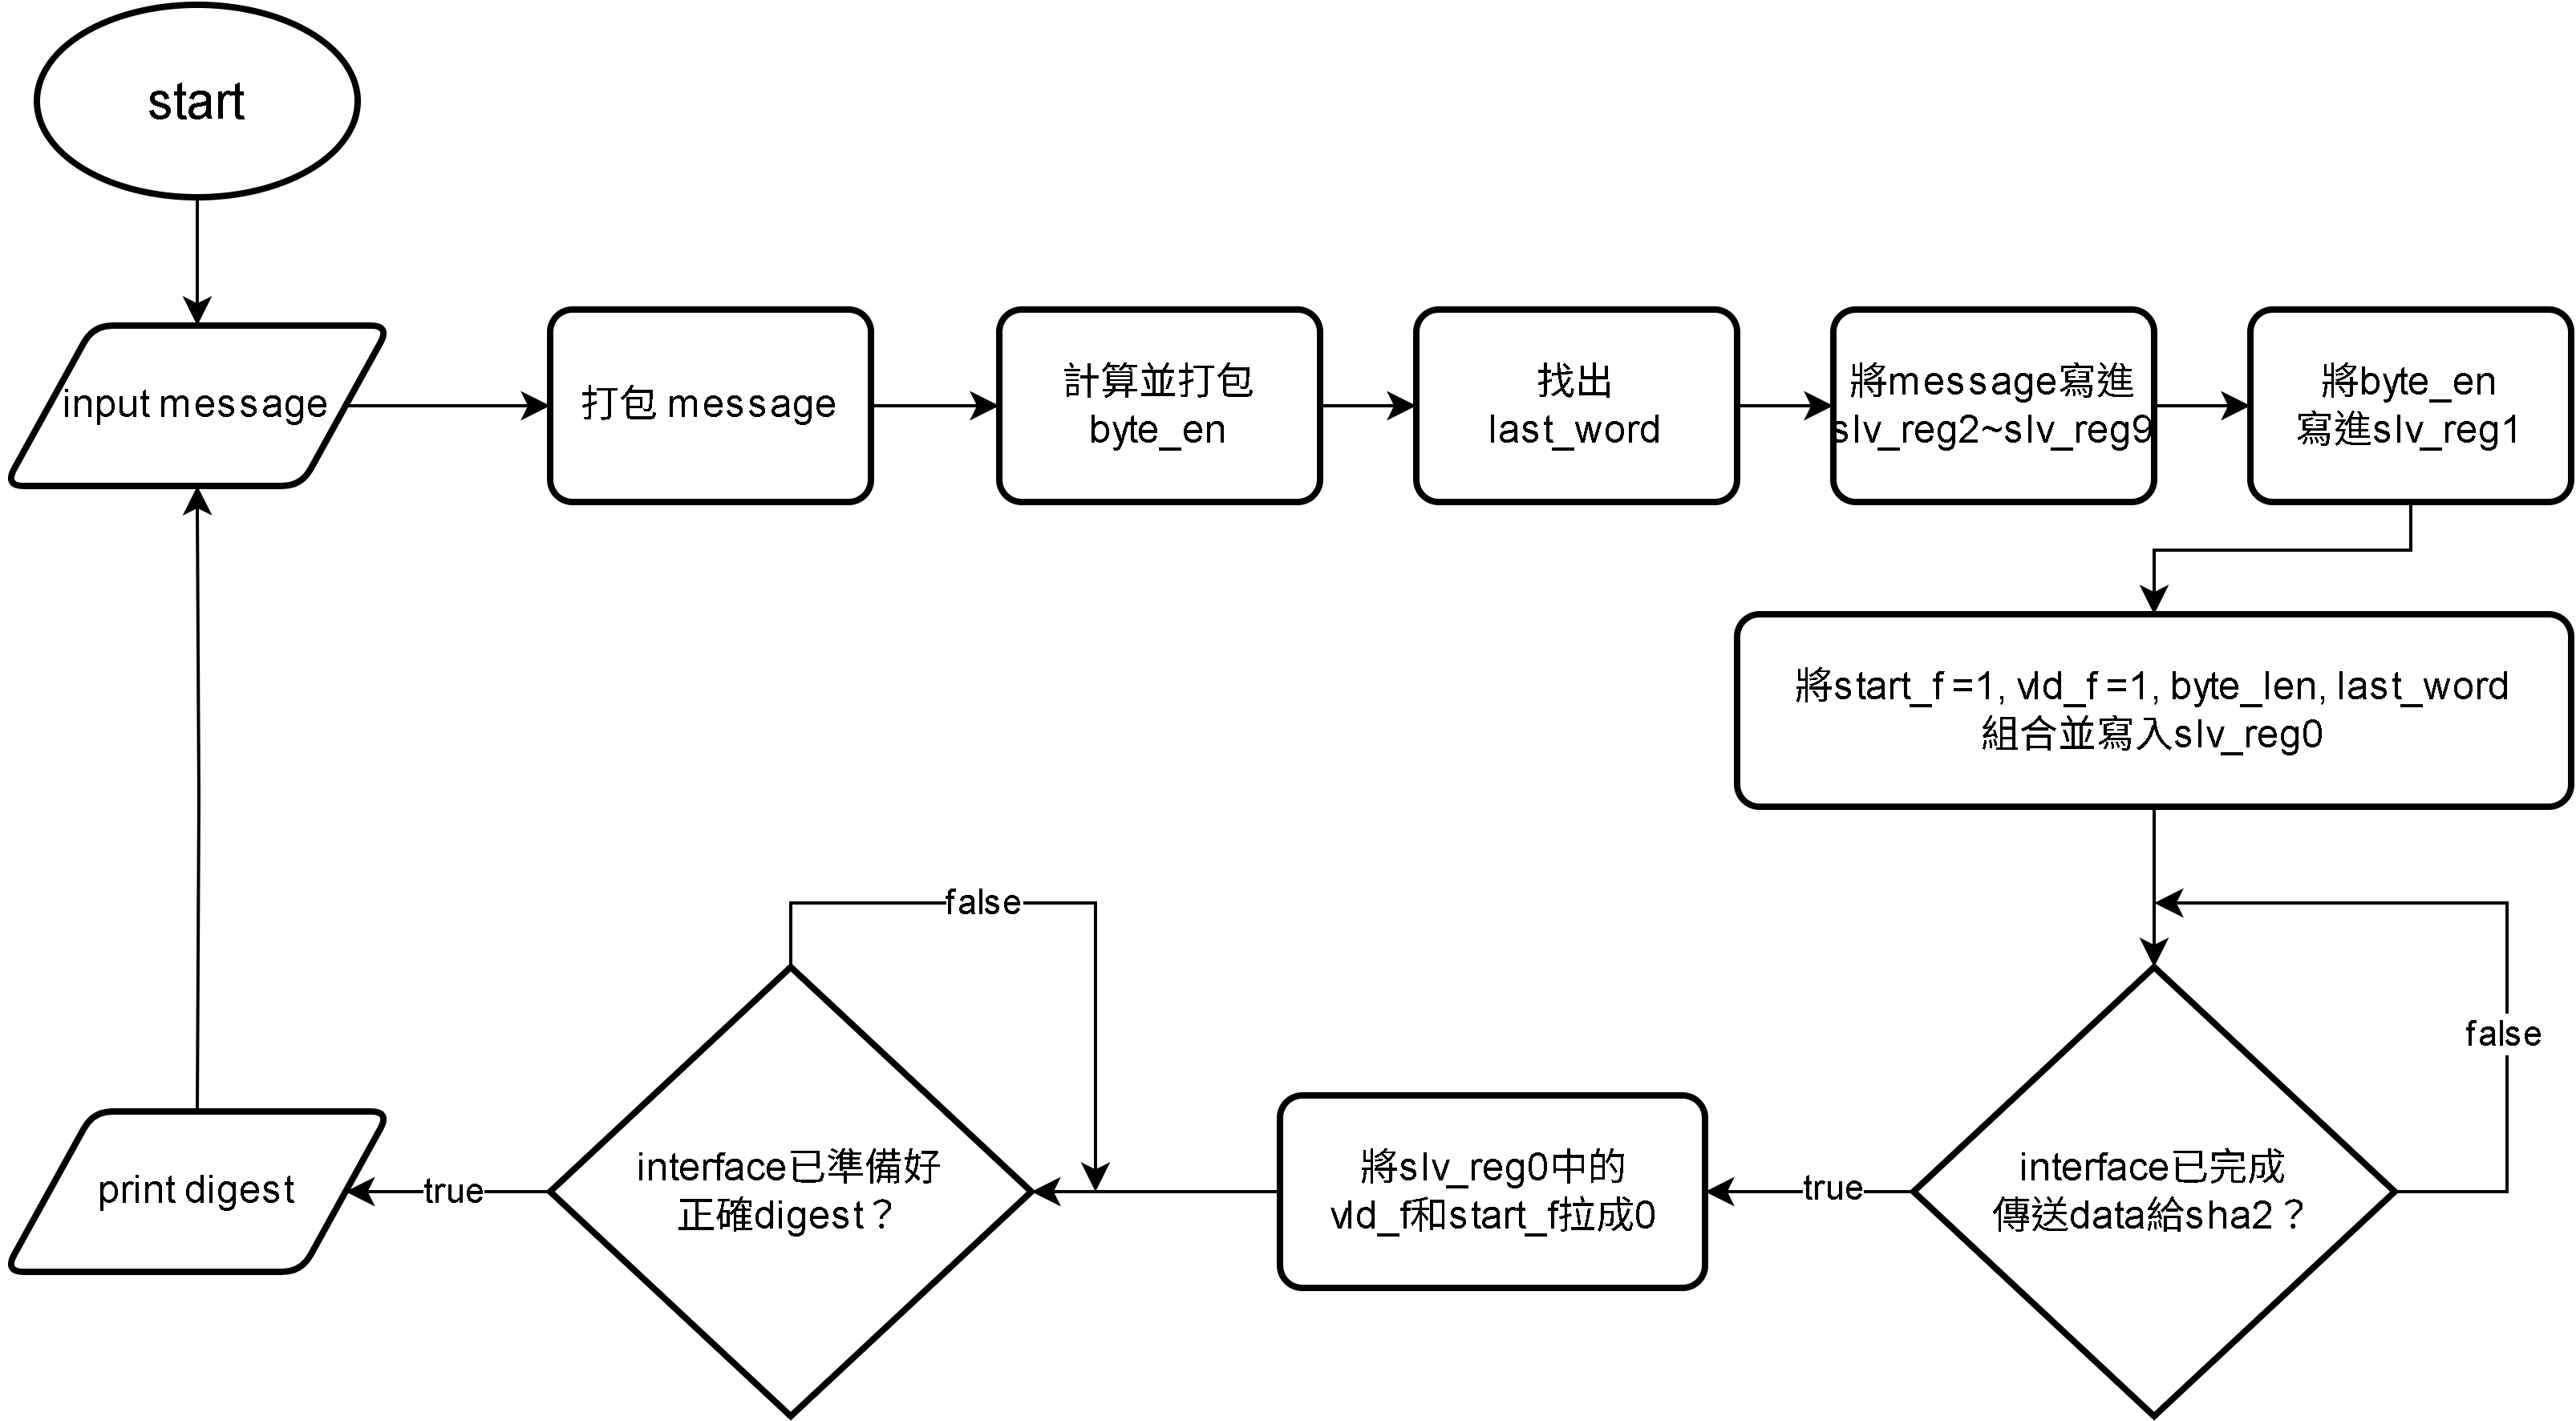 start
input message
打包 message
計算並打包
byte_en
找出
last_word
將message寫進
slv_reg2~slv_reg9
將byte_en
寫進slv_reg1
將start_f =1, vld_f =1, byte_len, last_word
組合並寫入slv_reg0
false
interface已完成
傳送data給sha2？
true
將slv_reg0中的
vld_f和start_f拉成0
false
interface已準備好
正確digest？
true
print digest